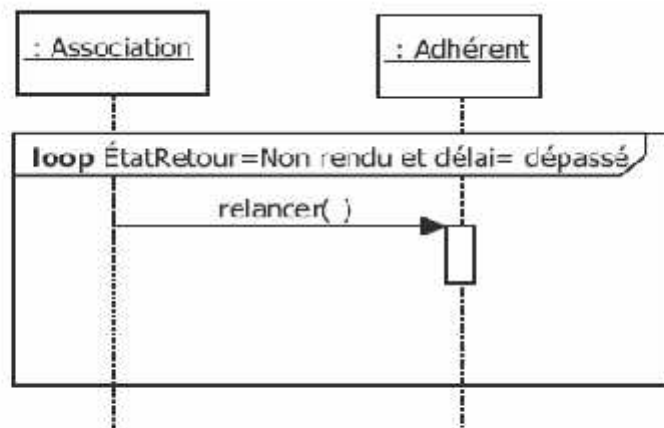 : Association
: Adhérent
loop ÉtatRetour=Non rendu et délai= dépassé
relancer( )